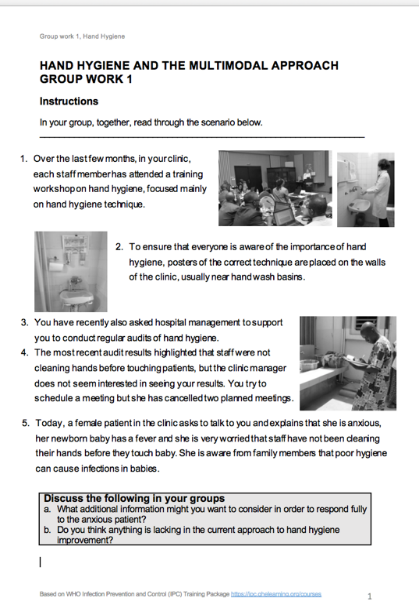 Group work 1, Hand Hygiene
HAND HYGIENE AND THE MULTIMODAL APPROACH
GROUP WORK 1
Instructions
In your group, together, read through the scenario below.
1. Over the last few months, in your clinic,
each staff member has attended a training
workshop on hand hygiene, focused mainly
on hand hygiene technique.
2. To ensure that everyone is aware of the importance of hand
hygiene, posters of the correct technique are placed on the walls
of the clinic, usually near hand wash basins.
3. You have recently also asked hospital management to support
you to conduct regular audits of hand hygiene.
4. The most recent audit results highlighted that staff were not
cleaning hands before touching patients, but the clinic manager
does not seem interested in seeing your results. You try to
schedule a meeting but she has cancelled two planned meetings.
5. Today, a female patient in the clinic asks to talk to you and explains that she is anxious,
her newborn baby has a fever and she is very worried that staff have not been cleaning
their hands before they touch baby. She is aware from family members that poor hygiene
can cause infections in babies.
Discuss the following in your groups
a. What additional information might you want to consider in order to respond fully
to the anxious patient?
b. Do you think anything is lacking in the current approach to hand hygiene
improvement?
Based on WHO Infection Prevention and Control (IPC) Training Package https://ipc.ghelearning.org/courses
1